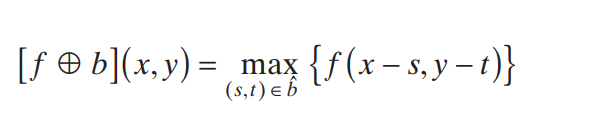 [f ⊕ b](x, y) = max {f(x − s, y − t)}
(s,t) ∈ b̂